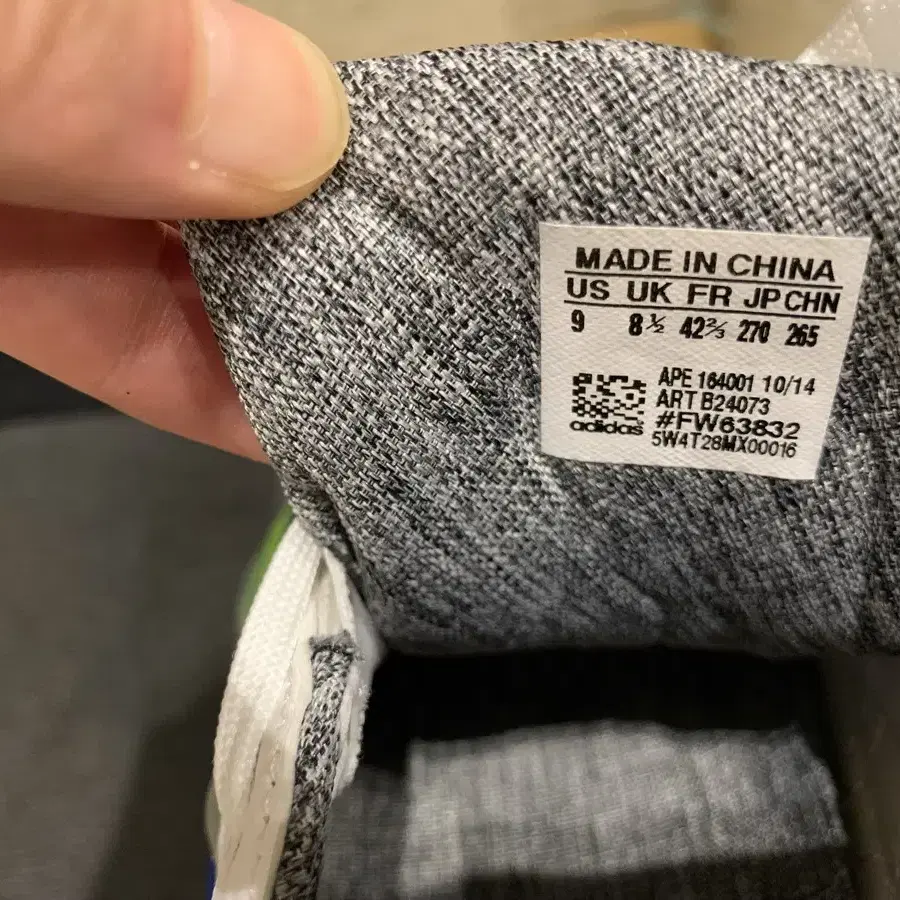 MADE IN CHINA
US UK FR JP CHN
9 8½ 42⅔ 270 265
APE 164001 10/14
ART B24073
#FW63832
adidas 5W4T28MX00016